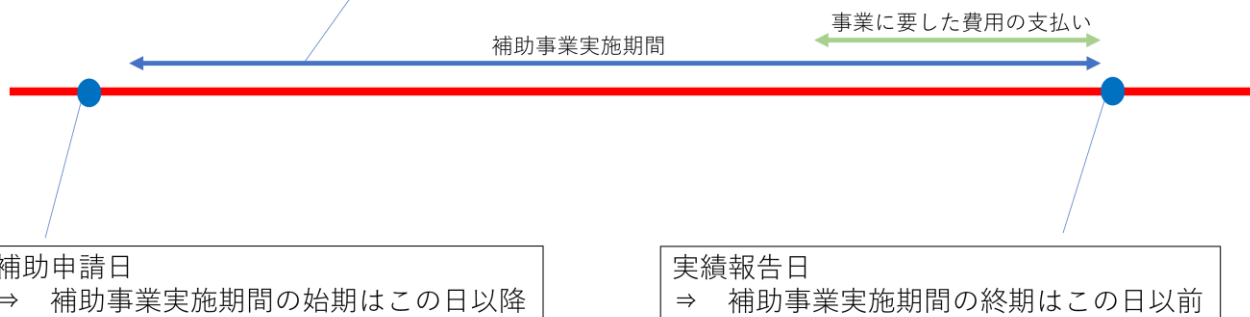 事業に要した費用の支払い
補助事業実施期間
補助申請日
⇒　補助事業実施期間の始期はこの日以降
実績報告日
⇒　補助事業実施期間の終期はこの日以前